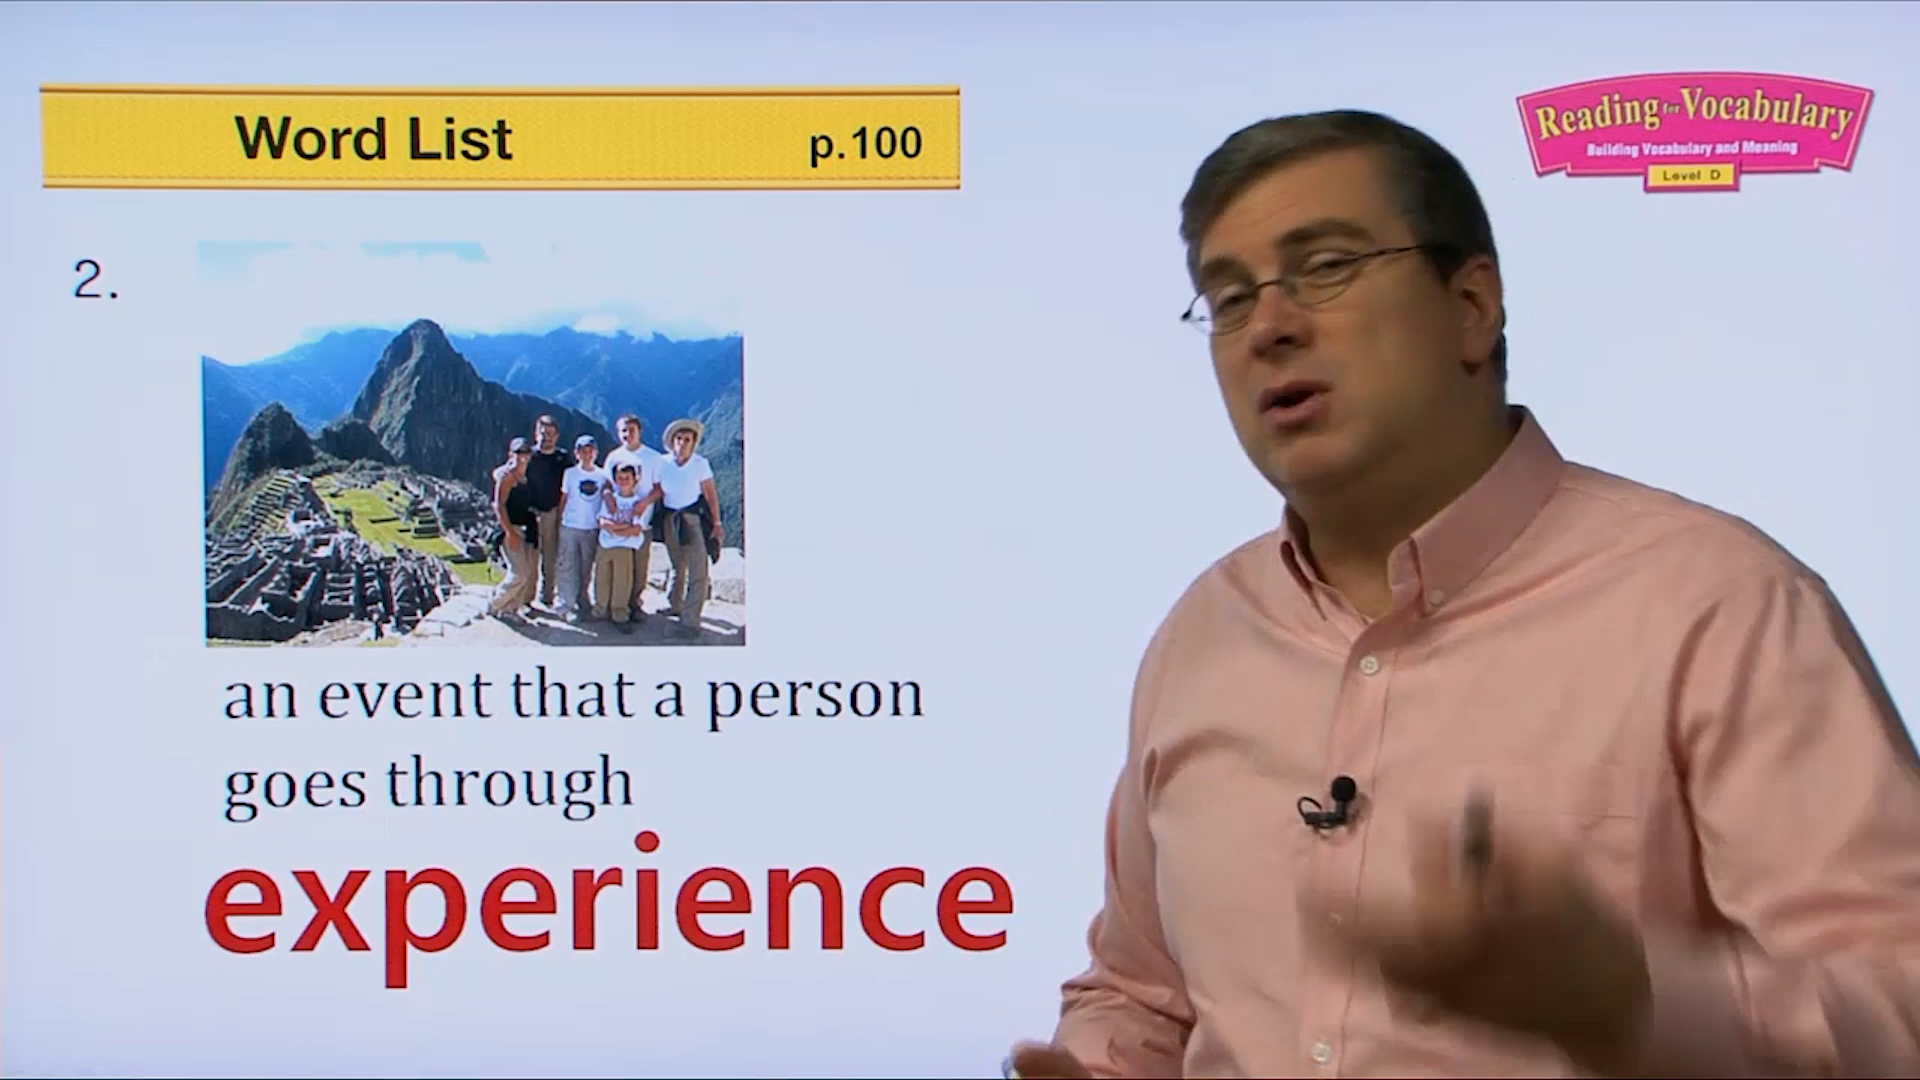 Word List p.100
Reading for Vocabulary
Building Vocabulary and Meaning
Level D
2.
an event that a person
goes through
experience